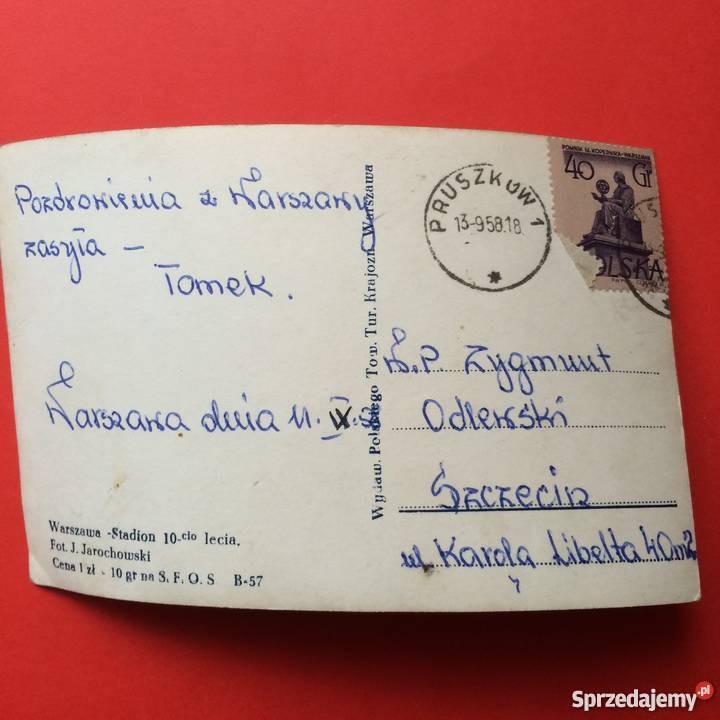 Pozdrowienia z Warszawy
zasyła —
Tomek.
Warszawa dnia 11. IX. 58
Warszawa - Stadion 10-cio lecia,
Fot. J. Jarochowski
Cena 1 zł - 10 gr na S. F. O. S B-57
Wydaw. Polskiego Tow. Tur. Krajozn. Warszawa
PRUSZKÓW 1
13-9.58.18
POMNIK M. KOPERNIKA-WARSZAWA
40 Gr
POLSKA
W.P. Zygmunt
Odlewski
Szczecin
ul. Karola Libelta 40 m 2
Sprzedajemy.pl